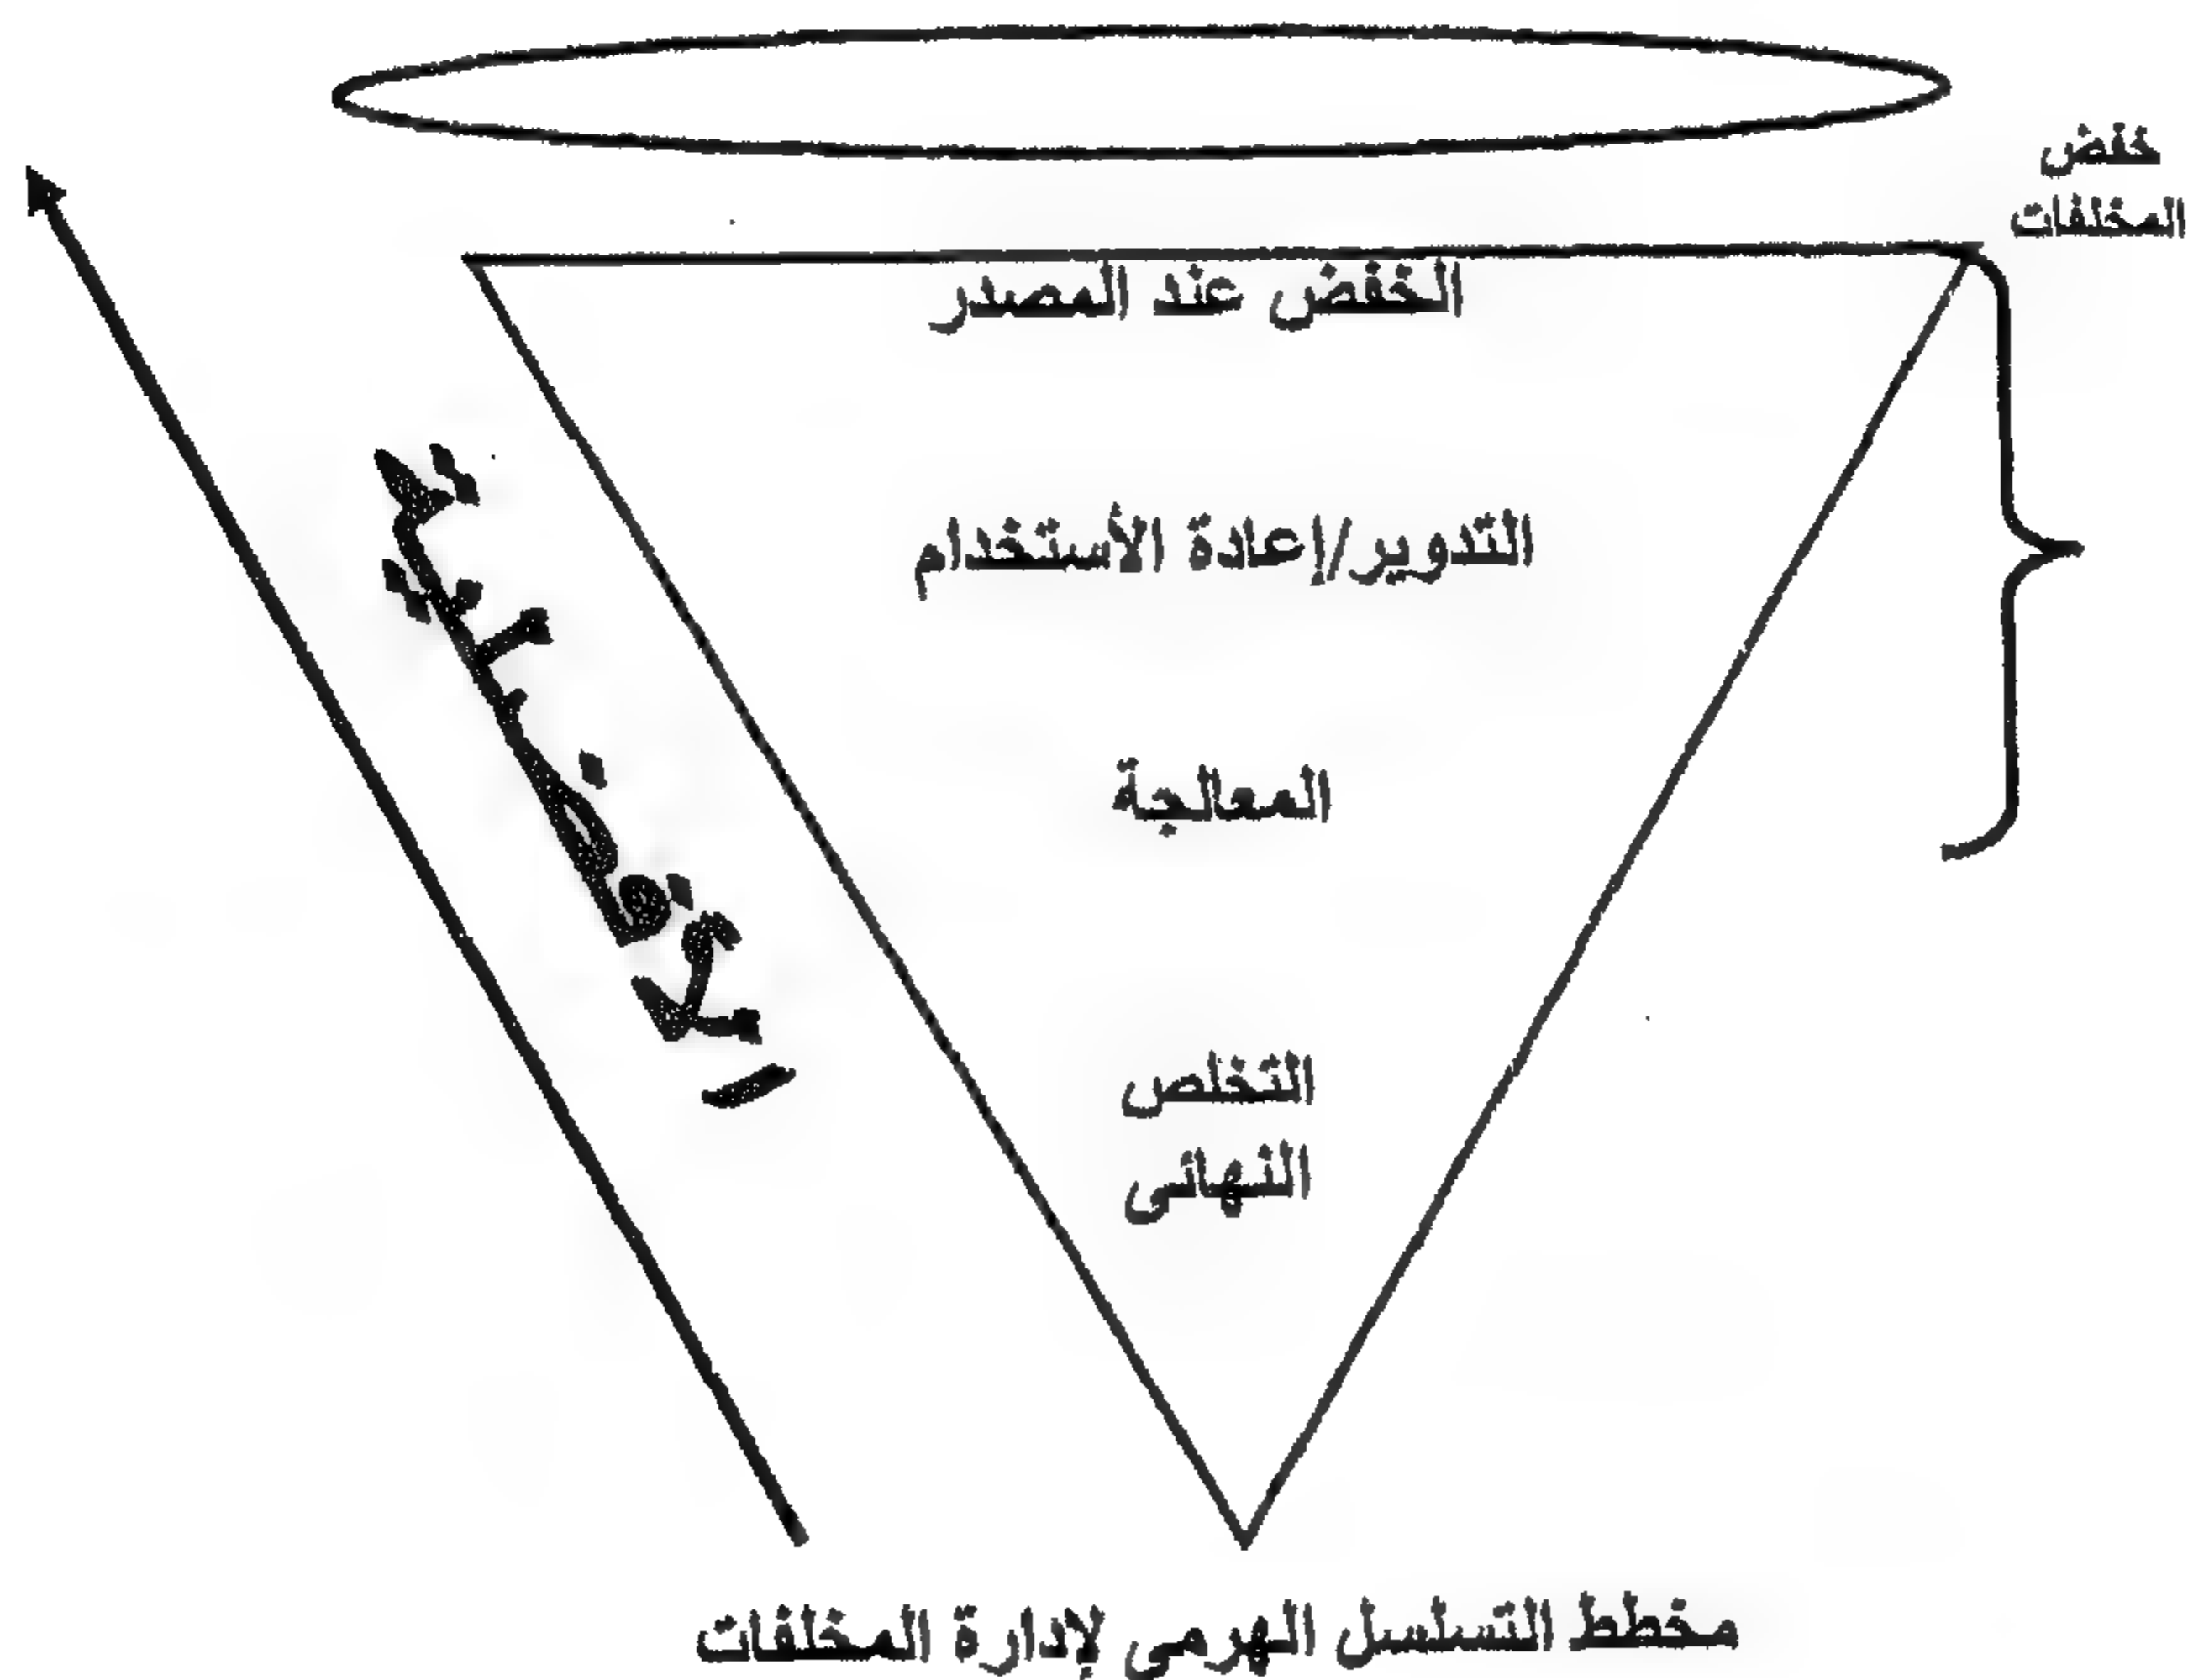 خفض
المخلفات
الخفض عند المصدر
التدوير/إعادة الأستخدام
المعالجة
التخلص
النهائى
الأفضلية
مخطط التسلسل الهرمى لإدارة المخلفات